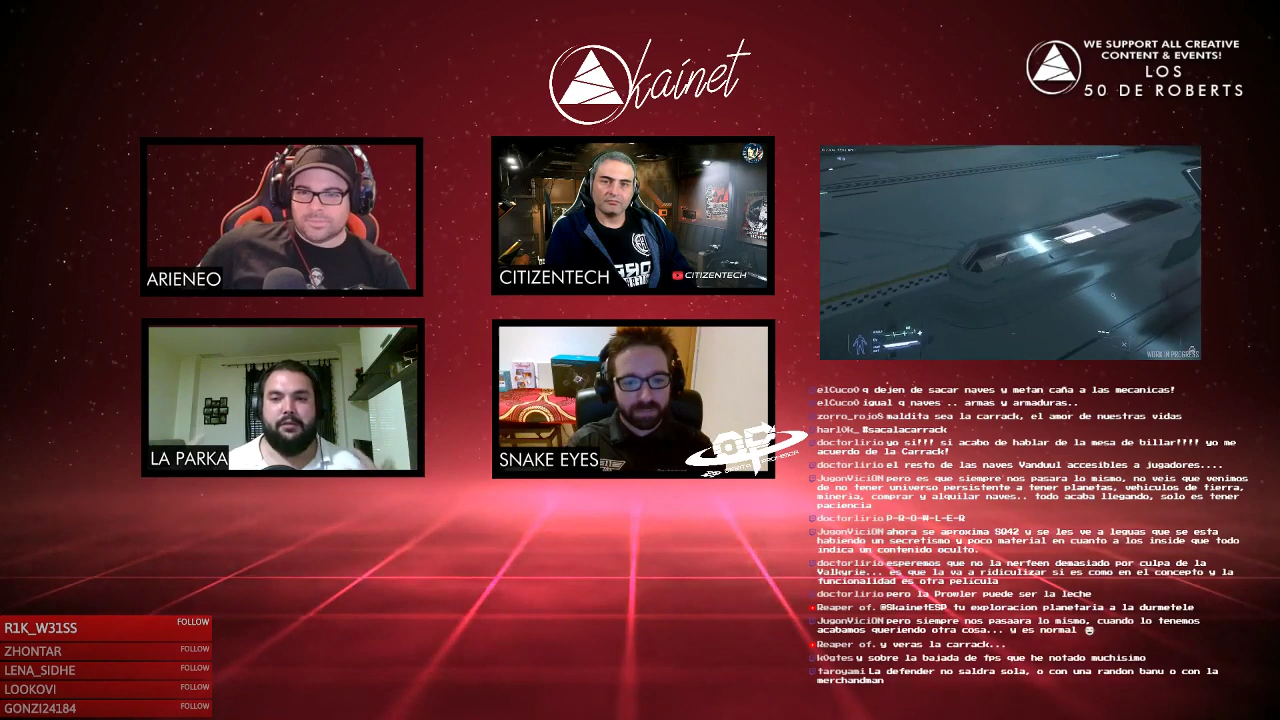 kainet
WE SUPPORT ALL CREATIVE
CONTENT & EVENTS!
LOS
50 DE ROBERTS
ARIENEO
CITIZENTECH
CITIZENTECH
LA PARKA
SNAKE EYES
OP
WORK IN PROGRESS
elCuco0 q dejen de sacar naves y metan caña a las mecanicas!
elCuco0 igual q naves .. armas y armaduras..
zorro_rojo8 maldita sea la carrack, el amor de nuestras vidas
harl0k_ #sacalacarrack
doctorlirio yo si!!! si acabo de hablar de la mesa de billar!!!! yo me
acuerdo de la Carrack!
doctorlirio el resto de las naves Vanduul accesibles a jugadores....
JugonViciON pero es que siempre nos pasara lo mismo, no veis que venimos
de no tener universo persistente a tener planetas, vehiculos de tierra,
mineria, comprar y alquilar naves.. todo acaba llegando, solo es tener
paciencia
doctorlirio P-R-O-W-L-E-R
JugonViciON ahora se aproxima SQ42 y se les ve a leguas que se esta
habiendo un secretismo y poco material en cuanto a los inside que todo
indica un contenido oculto.
doctorlirio esperemos que no la nerfeen demasiado por culpa de la
Valkyrie... es que la va a ridiculizar si es como en el concepto y la
funcionalidad es otra pelicula
doctorlirio pero la Prowler puede ser la leche
Reaper of. @SkainetESP tu exploracion planetaria a la durmetele
JugonViciON pero siempre nos pasaara lo mismo, cuando lo tenemos
acabamos queriendo otra cosa... y es normal
Reaper of. y veras la carrack...
k0ates y sobre la bajada de fps que he notado muchisimo
taroyami La defender no saldra sola, o con una randon banu o con la
merchandman
R1K_W31SS FOLLOW
ZHONTAR FOLLOW
LENA_SIDHE FOLLOW
LOOKOVI FOLLOW
GONZI24184 FOLLOW